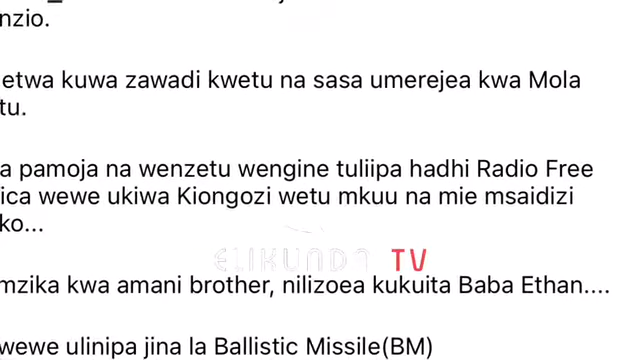 nzio.
etwa kuwa zawadi kwetu na sasa umerejea kwa Mola
tu.
a pamoja na wenzetu wengine tuliipa hadhi Radio Free
ica wewe ukiwa Kiongozi wetu mkuu na mie msaidizi
ko...
ELIKUNDA TV
mzika kwa amani brother, nilizoea kukuita Baba Ethan....
wewe ulinipa jina la Ballistic Missile(BM)